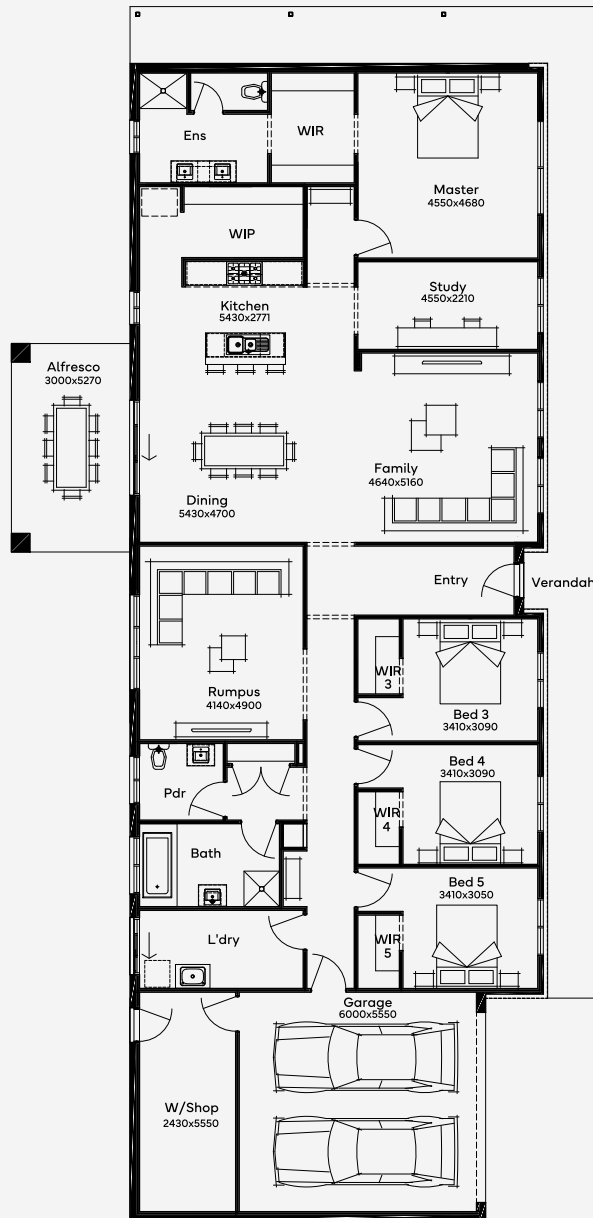 Ens
WIR
Master
4550x4680
WIP
Study
4550x2210
Kitchen
5430x2771
Alfresco
3000x5270
Family
4640x5160
Dining
5430x4700
Entry
Verandah
WIR
3
Rumpus
4140x4900
Bed 3
3410x3090
Bed 4
3410x3090
Pdr
WIR
4
Bath
Bed 5
3410x3050
L'dry
WIR
5
Garage
6000x5550
W/Shop
2430x5550